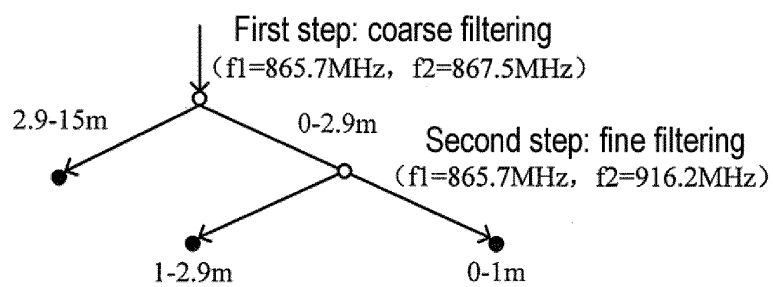 First step: coarse filtering
（f1=865.7MHz，f2=867.5MHz）
2.9-15m
0-2.9m
Second step: fine filtering
（f1=865.7MHz，f2=916.2MHz）
1-2.9m
0-1m